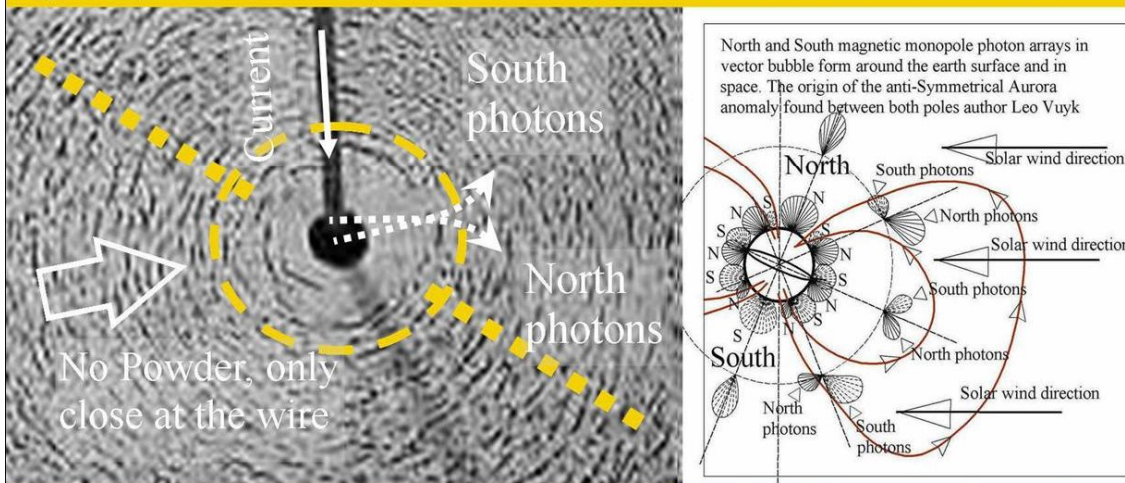 Current
South
photons
North
photons
No Powder, only
close at the wire
North and South magnetic monopole photon arrays in
vector bubble form around the earth surface and in
space. The origin of the anti-Symmetrical Aurora
anomaly found between both poles author Leo Vuyk
North
Solar wind direction
South photons
North photons
Solar wind direction
South photons
North photons
Solar wind direction
South
North
photons
South
photons
N
S
N
S
N
S
N
S
N
S
N
S
N
S